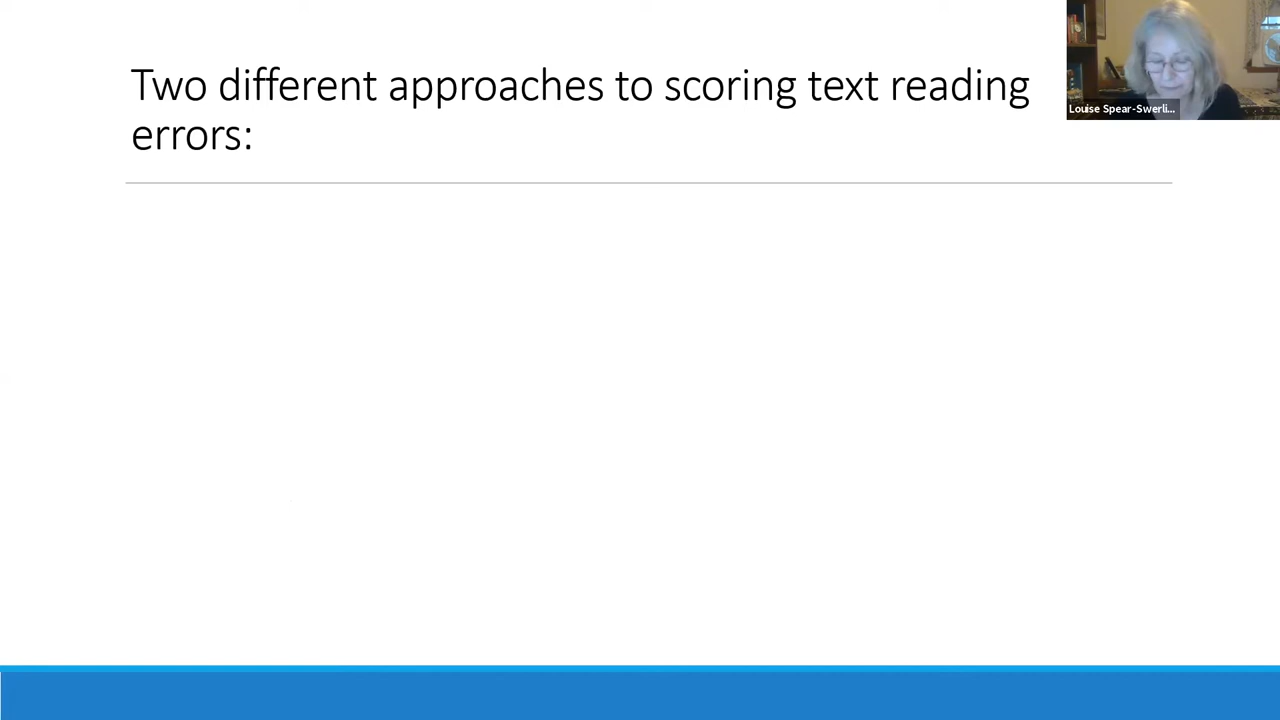 Two different approaches to scoring text reading
errors:
Louise Spear-Swerli...